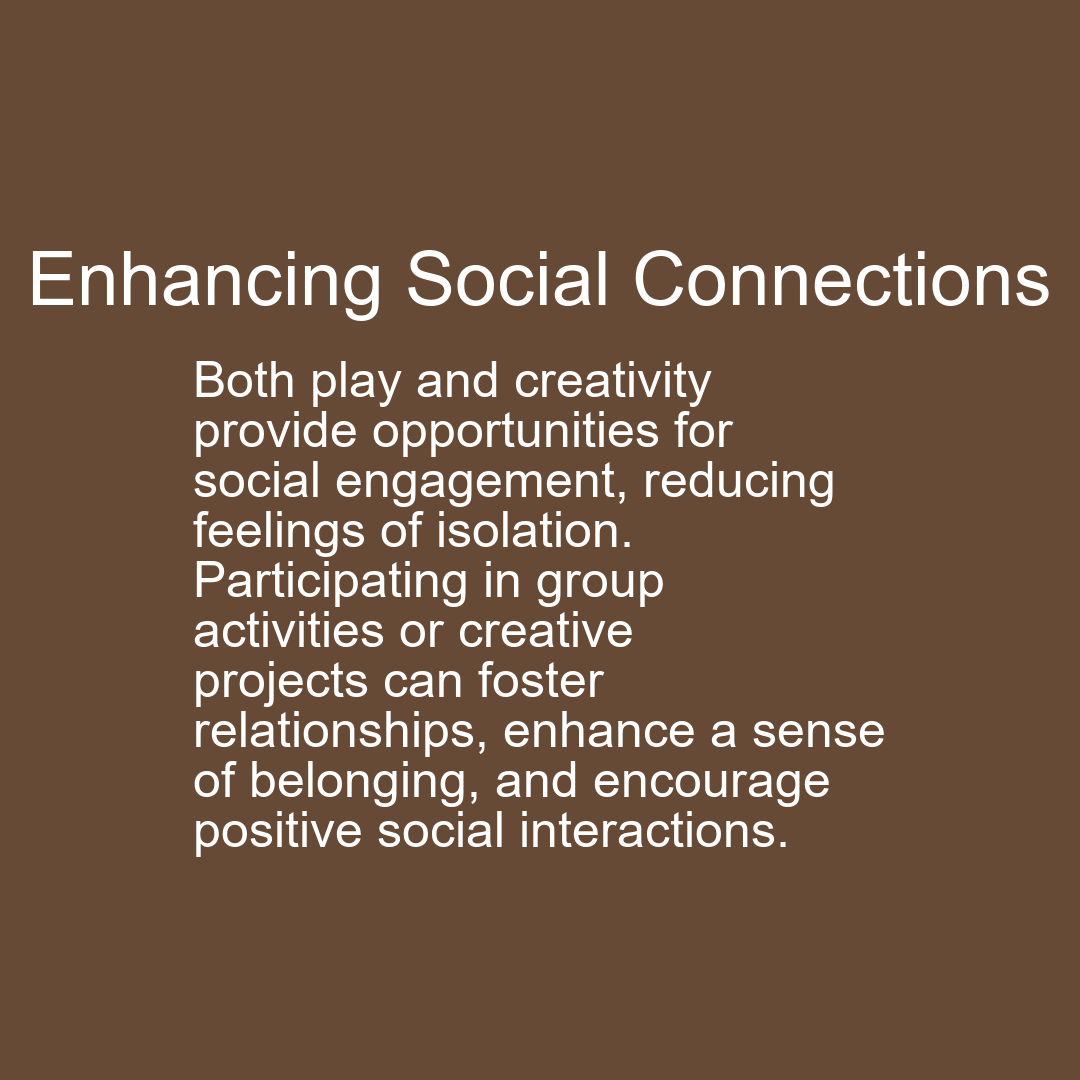 Enhancing Social Connections
Both play and creativity
provide opportunities for
social engagement, reducing
feelings of isolation.
Participating in group
activities or creative
projects can foster
relationships, enhance a sense
of belonging, and encourage
positive social interactions.